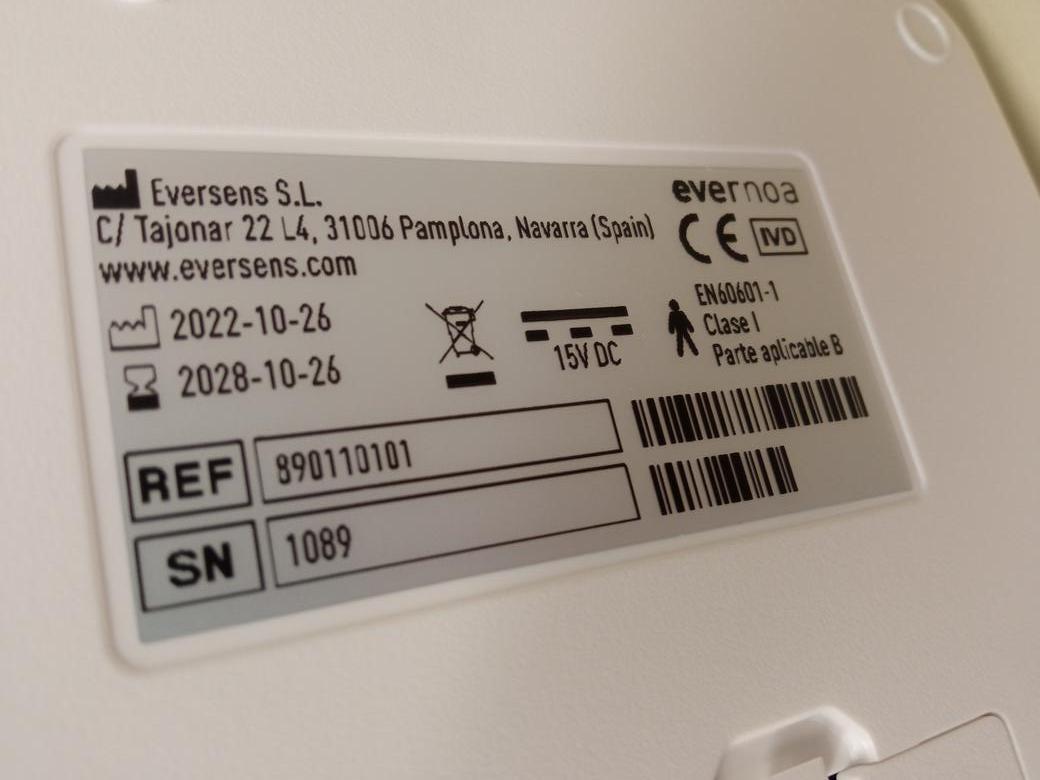 Eversens S.L.
C/ Tajonar 22 L4, 31006 Pamplona, Navarra (Spain)
www.eversens.com
evernoa
CE IVD
2022-10-26
2028-10-26
15V DC
EN60601-1
Clase I
Parte aplicable B
REF 890110101
SN 1089